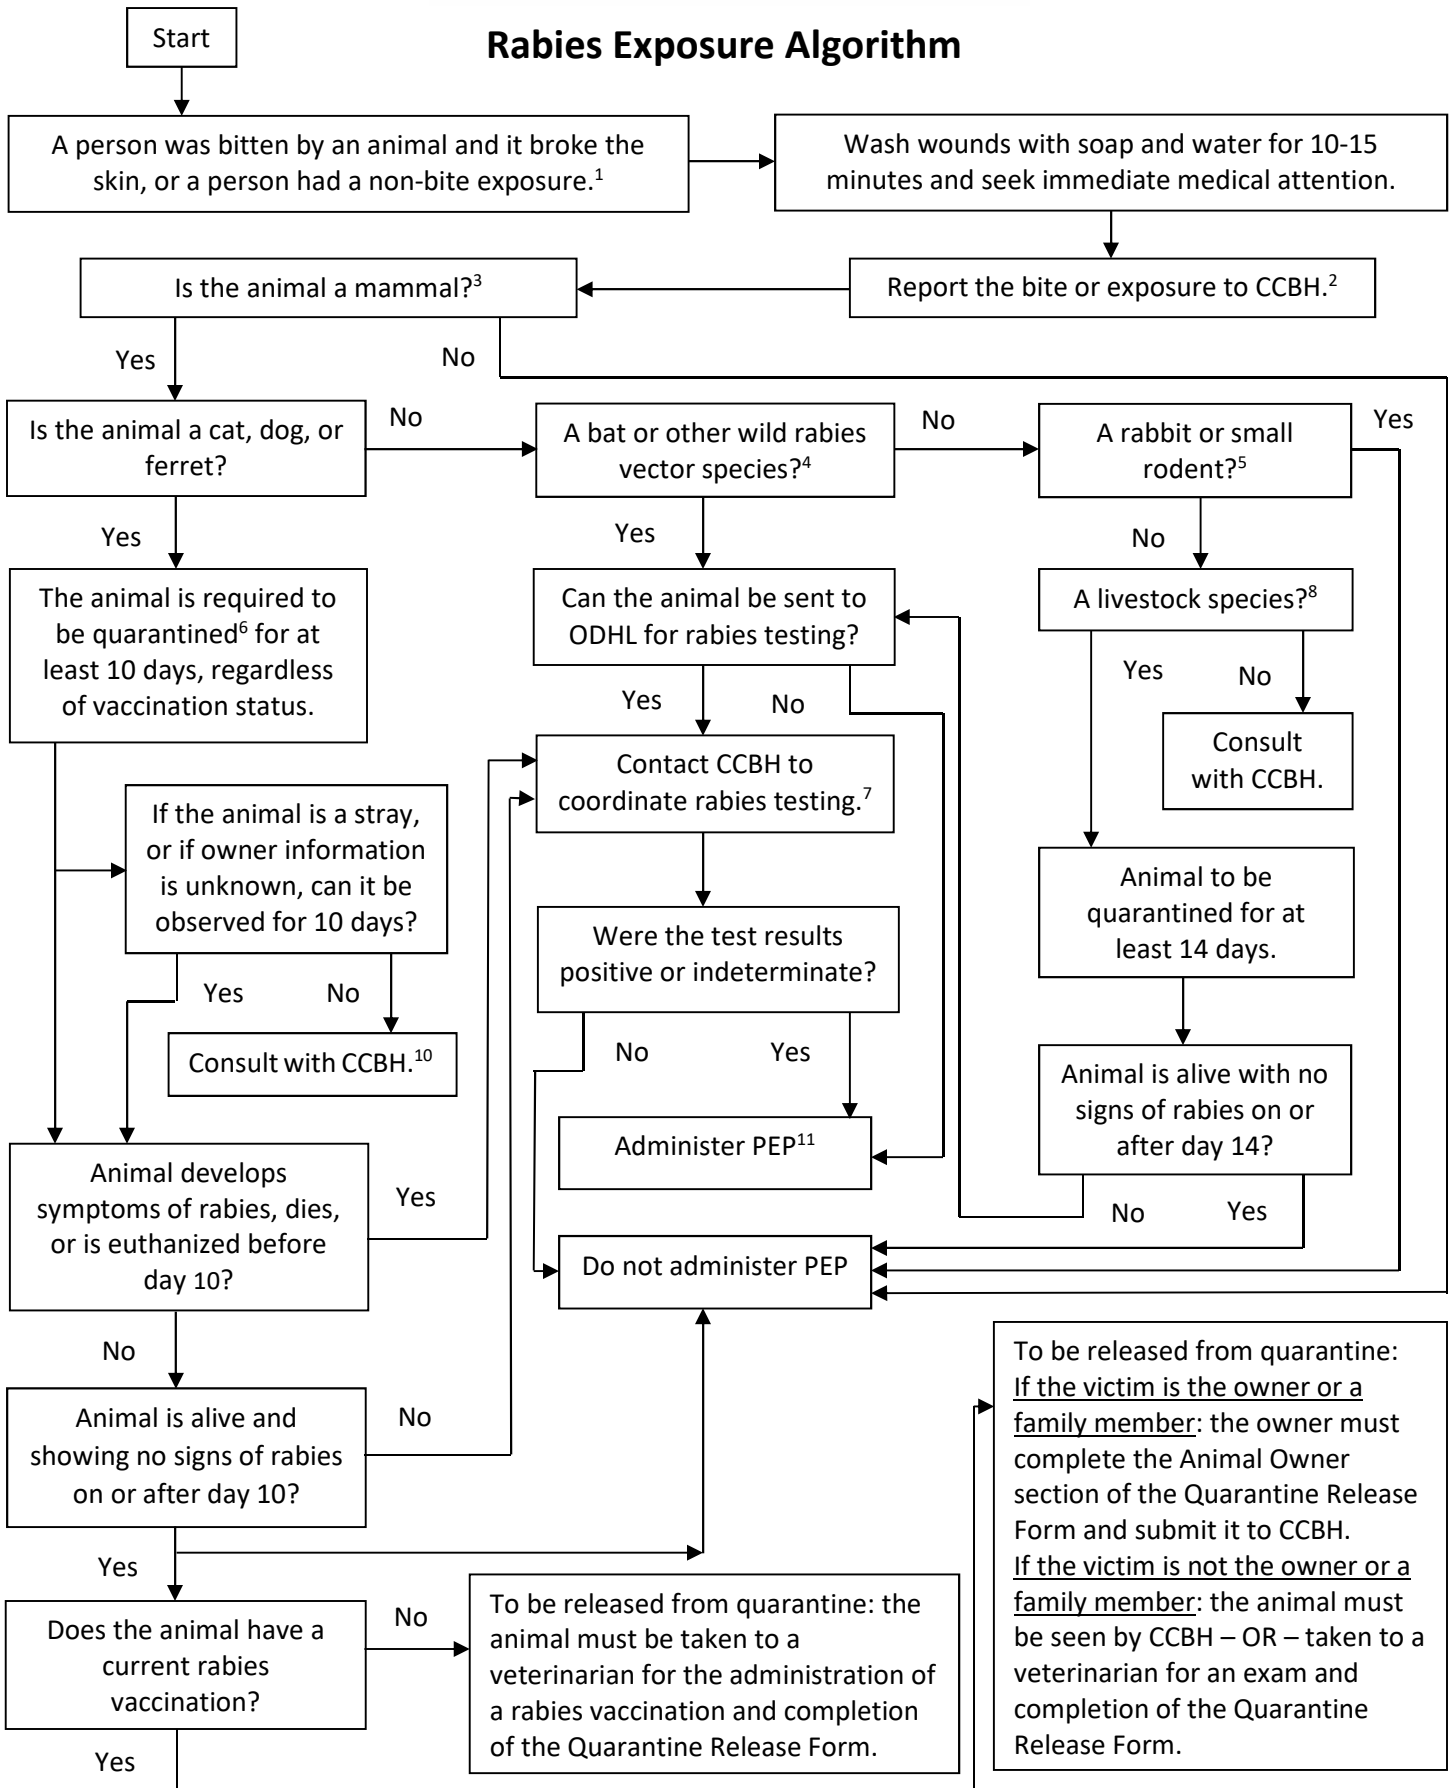 Start
Rabies Exposure Algorithm
A person was bitten by an animal and it broke the
skin, or a person had a non-bite exposure.1
Wash wounds with soap and water for 10-15
minutes and seek immediate medical attention.
Is the animal a mammal?3
Report the bite or exposure to CCBH.2
Yes
No
Is the animal a cat, dog, or
ferret?
No
A bat or other wild rabies
vector species?4
No
A rabbit or small
rodent?5
Yes
Yes
Yes
No
The animal is required to
be quarantined6 for at
least 10 days, regardless
of vaccination status.
Can the animal be sent to
ODHL for rabies testing?
A livestock species?8
Yes
No
Yes
No
Consult
with CCBH.
Contact CCBH to
coordinate rabies testing.7
If the animal is a stray,
or if owner information
is unknown, can it be
observed for 10 days?
Animal to be
quarantined for at
least 14 days.
Were the test results
positive or indeterminate?
Yes
No
Consult with CCBH.10
No
Yes
Animal is alive with no
signs of rabies on or
after day 14?
Administer PEP11
Animal develops
symptoms of rabies, dies,
or is euthanized before
day 10?
Yes
No
Yes
Do not administer PEP
No
Animal is alive and
showing no signs of rabies
on or after day 10?
No
To be released from quarantine:
If the victim is the owner or a
family member: the owner must
complete the Animal Owner
section of the Quarantine Release
Form and submit it to CCBH.
If the victim is not the owner or a
family member: the animal must
be seen by CCBH – OR – taken to a
veterinarian for an exam and
completion of the Quarantine
Release Form.
Yes
Does the animal have a
current rabies
vaccination?
No
To be released from quarantine: the
animal must be taken to a
veterinarian for the administration of
a rabies vaccination and completion
of the Quarantine Release Form.
Yes